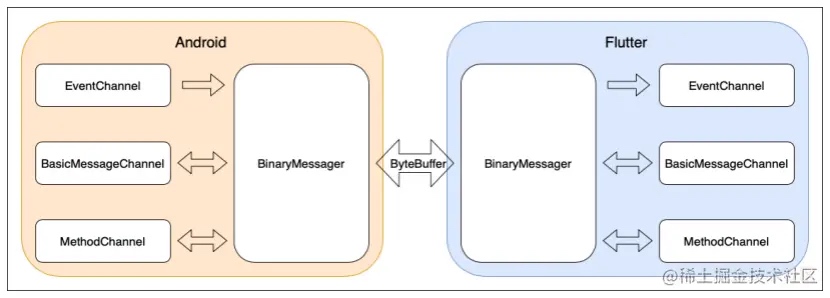 Android
Flutter
EventChannel
EventChannel
BasicMessageChannel
BinaryMessager
ByteBuffer
BinaryMessager
BasicMessageChannel
MethodChannel
MethodChannel
@稀土掘金技术社区